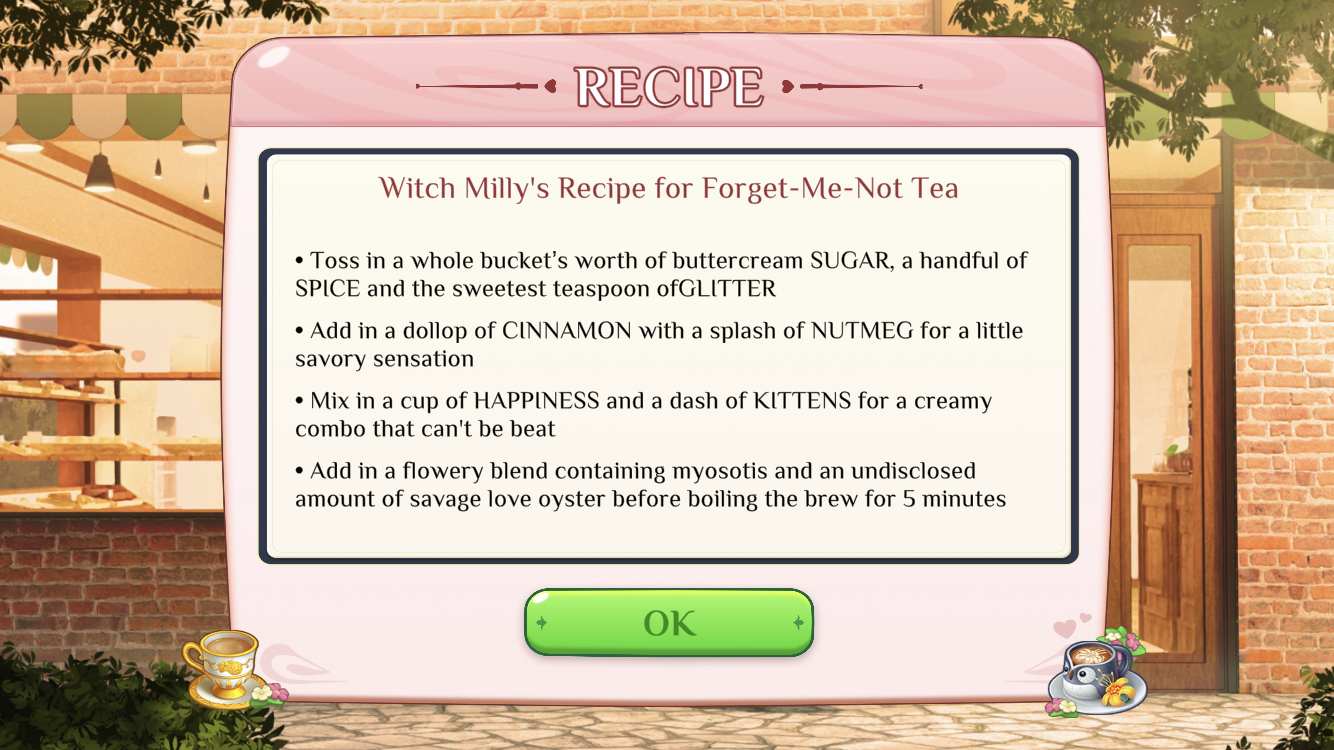 RECIPE
Witch Milly's Recipe for Forget-Me-Not Tea
• Toss in a whole bucket's worth of buttercream SUGAR, a handful of
SPICE and the sweetest teaspoon ofGLITTER
• Add in a dollop of CINNAMON with a splash of NUTMEG for a little
savory sensation
• Mix in a cup of HAPPINESS and a dash of KITTENS for a creamy
combo that can't be beat
• Add in a flowery blend containing myosotis and an undisclosed
amount of savage love oyster before boiling the brew for 5 minutes
OK